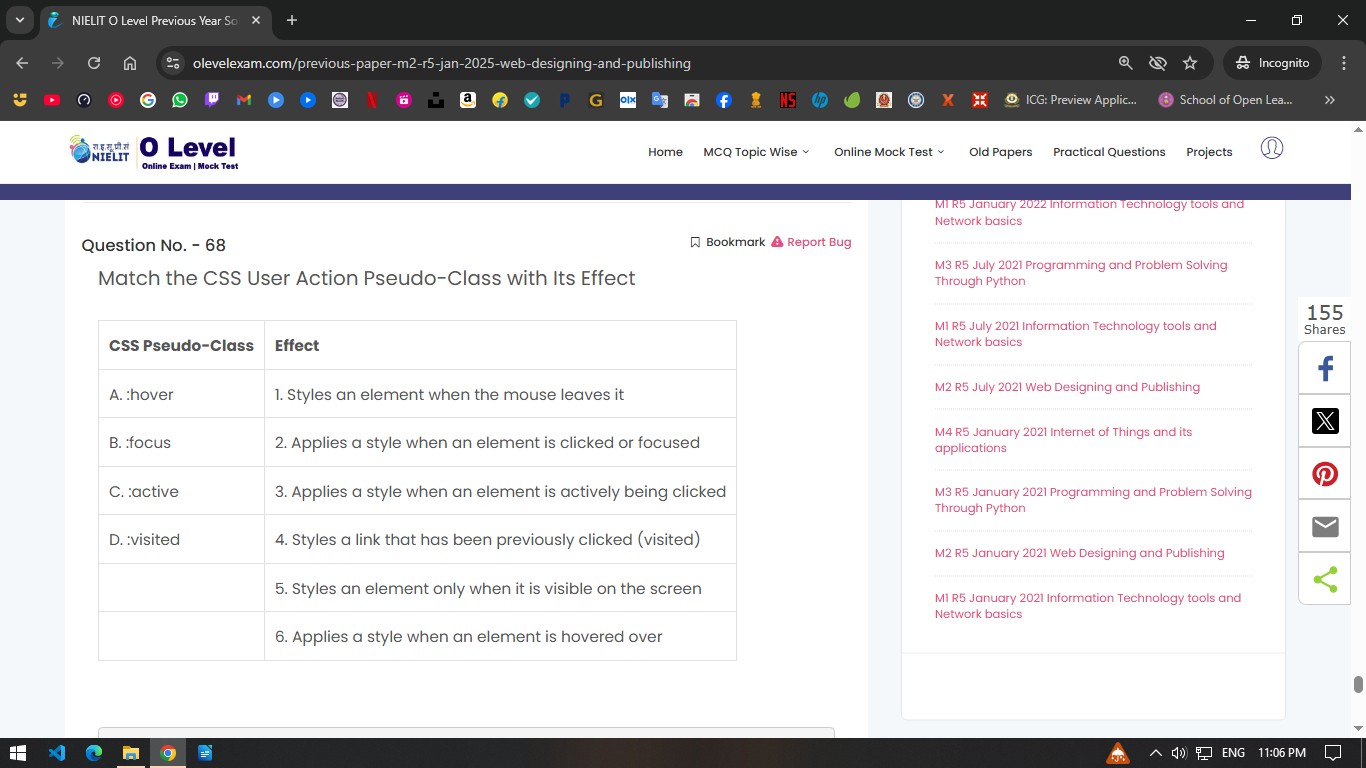 NIELIT O Level Previous Year So
olevelexam.com/previous-paper-m2-r5-jan-2025-web-designing-and-publishing
Incognito
ICG: Preview Applic...
School of Open Lea...
NIELIT
O Level
Online Exam | Mock Test
Home
MCQ Topic Wise
Online Mock Test
Old Papers
Practical Questions
Projects
Question No. - 68
Bookmark
Report Bug
Match the CSS User Action Pseudo-Class with Its Effect
CSS Pseudo-Class Effect
A. :hover 1. Styles an element when the mouse leaves it
B. :focus 2. Applies a style when an element is clicked or focused
C. :active 3. Applies a style when an element is actively being clicked
D. :visited 4. Styles a link that has been previously clicked (visited)
5. Styles an element only when it is visible on the screen
6. Applies a style when an element is hovered over
M1 R5 January 2022 Information Technology tools and
Network basics
M3 R5 July 2021 Programming and Problem Solving
Through Python
M1 R5 July 2021 Information Technology tools and
Network basics
M2 R5 July 2021 Web Designing and Publishing
M4 R5 January 2021 Internet of Things and its
applications
M3 R5 January 2021 Programming and Problem Solving
Through Python
M2 R5 January 2021 Web Designing and Publishing
M1 R5 January 2021 Information Technology tools and
Network basics
155
Shares
ENG
11:06 PM